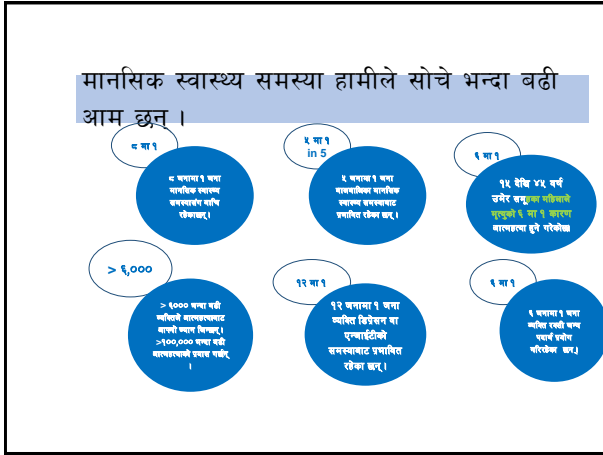 मानसिक स्वास्थ्य समस्या हामीले सोचे भन्दा बढी
आम छन् ।
८ मा १
८ जनामा १ जना
मानसिक स्वास्थ्य
समस्यासंग बाचि
रहेकाछन् ।
५ मा १
in 5
५ जनामा १ जना
बालबालिका मानसिक
स्वास्थ्य समस्याबाट
प्रभावित रहेका छन् ।
६ मा १
१५ देखि ४५ वर्ष
उमेर समूहका महिलाले
मृत्युको ६ मा १ कारण
आत्महत्या हुने गरेकोछ
> ६,०००
> ६००० भन्दा बढी
व्यक्तिले आत्महत्याबाट
आफ्नो ज्यान लिन्छन् ।
>१००,००० भन्दा बढी
आत्महत्याको प्रयास गर्छन्
।
१२ मा १
१२ जनामा १ जना
व्यक्ति डिप्रेसन वा
एन्जाईटीको
समस्याबाट प्रभावित
रहेका छन् ।
६ मा १
६ जनामा १ जना
व्यक्ति रक्सी जन्य
पदार्थ प्रयोग
गरिरहेका छन् ।